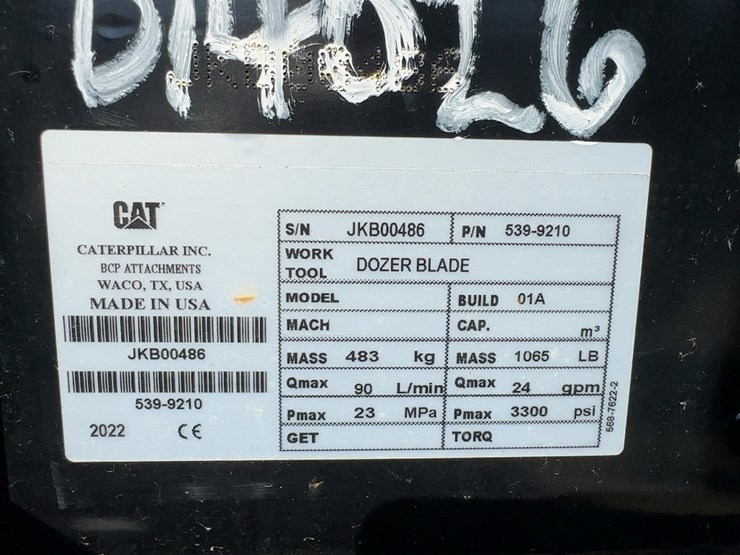 D14526
CAT
CATERPILLAR INC.
BCP ATTACHMENTS
WACO, TX, USA
MADE IN USA
JKB00486
539-9210
2022 CE
S/N JKB00486 P/N 539-9210
WORK TOOL DOZER BLADE
MODEL BUILD 01A
MACH CAP. m³
MASS 483 kg MASS 1065 LB
Qmax 90 L/min Qmax 24 gpm
Pmax 23 MPa Pmax 3300 psi
GET TORQ
568-7622-2